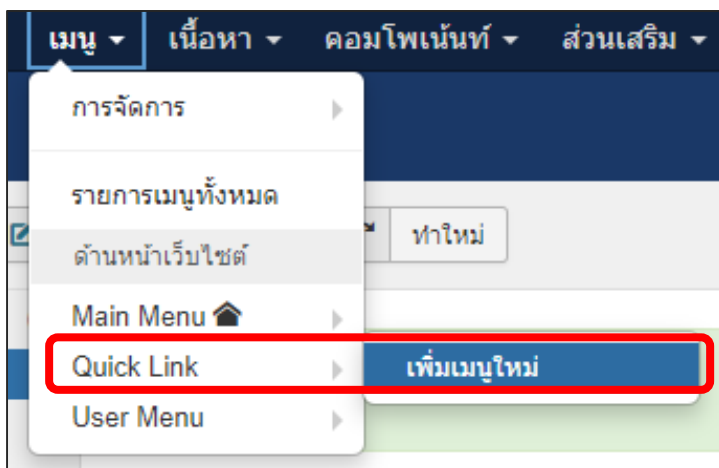 เมนู เนื้อหา คอมโพเน้นท์ ส่วนเสริม
การจัดการ
รายการเมนูทั้งหมด
ทำใหม่
ด้านหน้าเว็บไซต์
Main Menu
Quick Link เพิ่มเมนูใหม่
User Menu